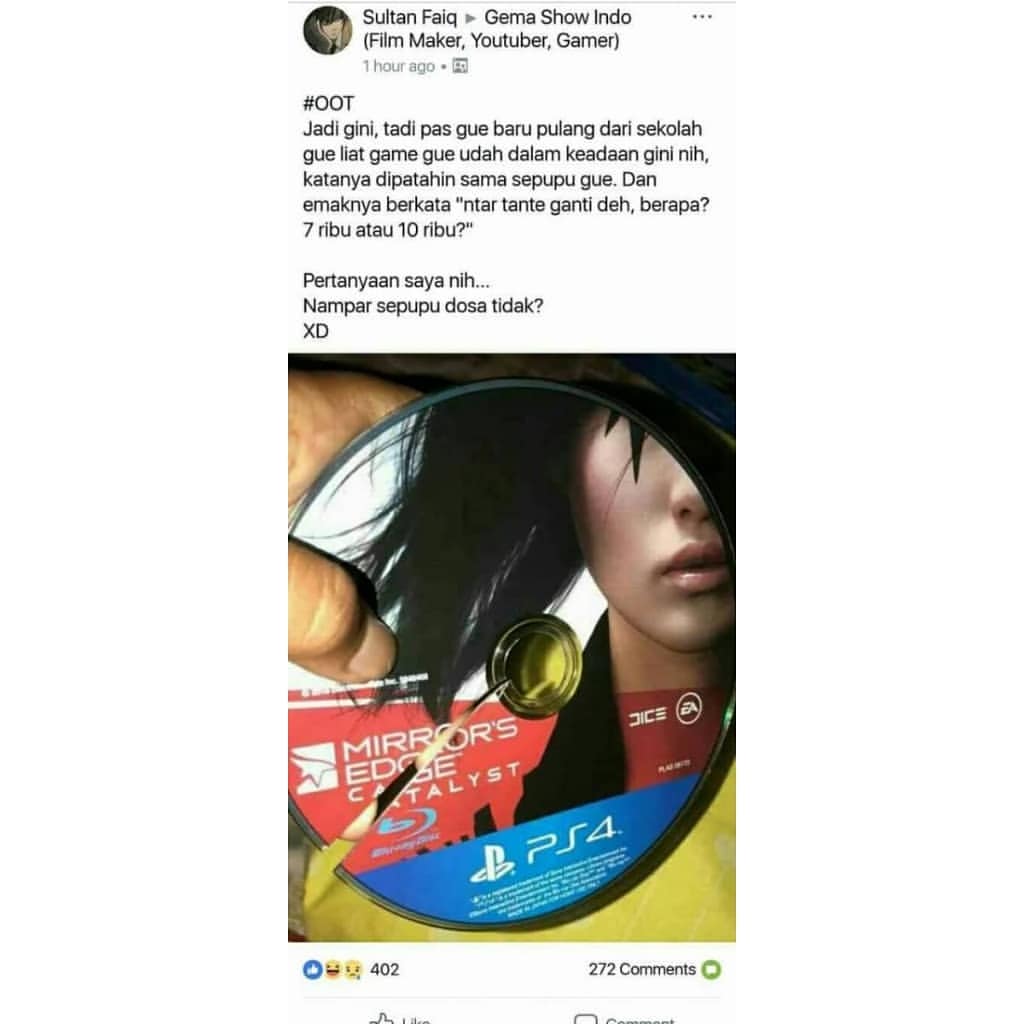 Sultan Faiq ▸ Gema Show Indo
(Film Maker, Youtuber, Gamer)
1 hour ago •
#OOT
Jadi gini, tadi pas gue baru pulang dari sekolah
gue liat game gue udah dalam keadaan gini nih,
katanya dipatahin sama sepupu gue. Dan
emaknya berkata "ntar tante ganti deh, berapa?
7 ribu atau 10 ribu?"
Pertanyaan saya nih...
Nampar sepupu dosa tidak?
XD
DICE EA
MIRROR'S
EDGE
CATALYST
Blu-ray Disc
PS4
402
272 Comments
Like
Comment